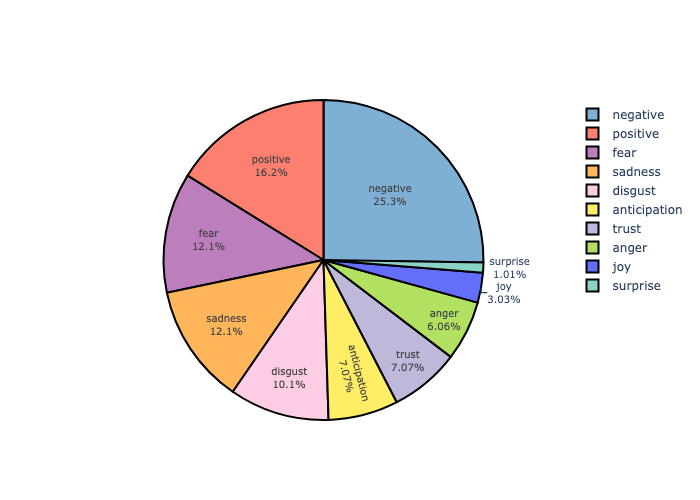 negative
25.3%
positive
16.2%
fear
12.1%
sadness
12.1%
disgust
10.1%
anticipation
7.07%
trust
7.07%
anger
6.06%
joy
3.03%
surprise
1.01%
negative
positive
fear
sadness
disgust
anticipation
trust
anger
joy
surprise